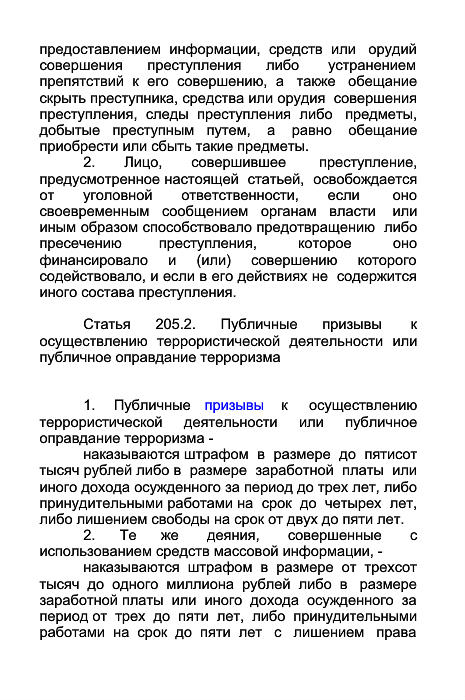 предоставлением информации, средств или орудий
совершения преступления либо устранением
препятствий к его совершению, а также обещание
скрыть преступника, средства или орудия совершения
преступления, следы преступления либо предметы,
добытые преступным путем, а равно обещание
приобрести или сбыть такие предметы.
2. Лицо, совершившее преступление,
предусмотренное настоящей статьей, освобождается
от уголовной ответственности, если оно
своевременным сообщением органам власти или
иным образом способствовало предотвращению либо
пресечению преступления, которое оно
финансировало и (или) совершению которого
содействовало, и если в его действиях не содержится
иного состава преступления.
Статья 205.2. Публичные призывы к
осуществлению террористической деятельности или
публичное оправдание терроризма
1. Публичные призывы к осуществлению
террористической деятельности или публичное
оправдание терроризма -
наказываются штрафом в размере до пятисот
тысяч рублей либо в размере заработной платы или
иного дохода осужденного за период до трех лет, либо
принудительными работами на срок до четырех лет,
либо лишением свободы на срок от двух до пяти лет.
2. Те же деяния, совершенные с
использованием средств массовой информации, -
наказываются штрафом в размере от трехсот
тысяч до одного миллиона рублей либо в размере
заработной платы или иного дохода осужденного за
период от трех до пяти лет, либо принудительными
работами на срок до пяти лет с лишением права